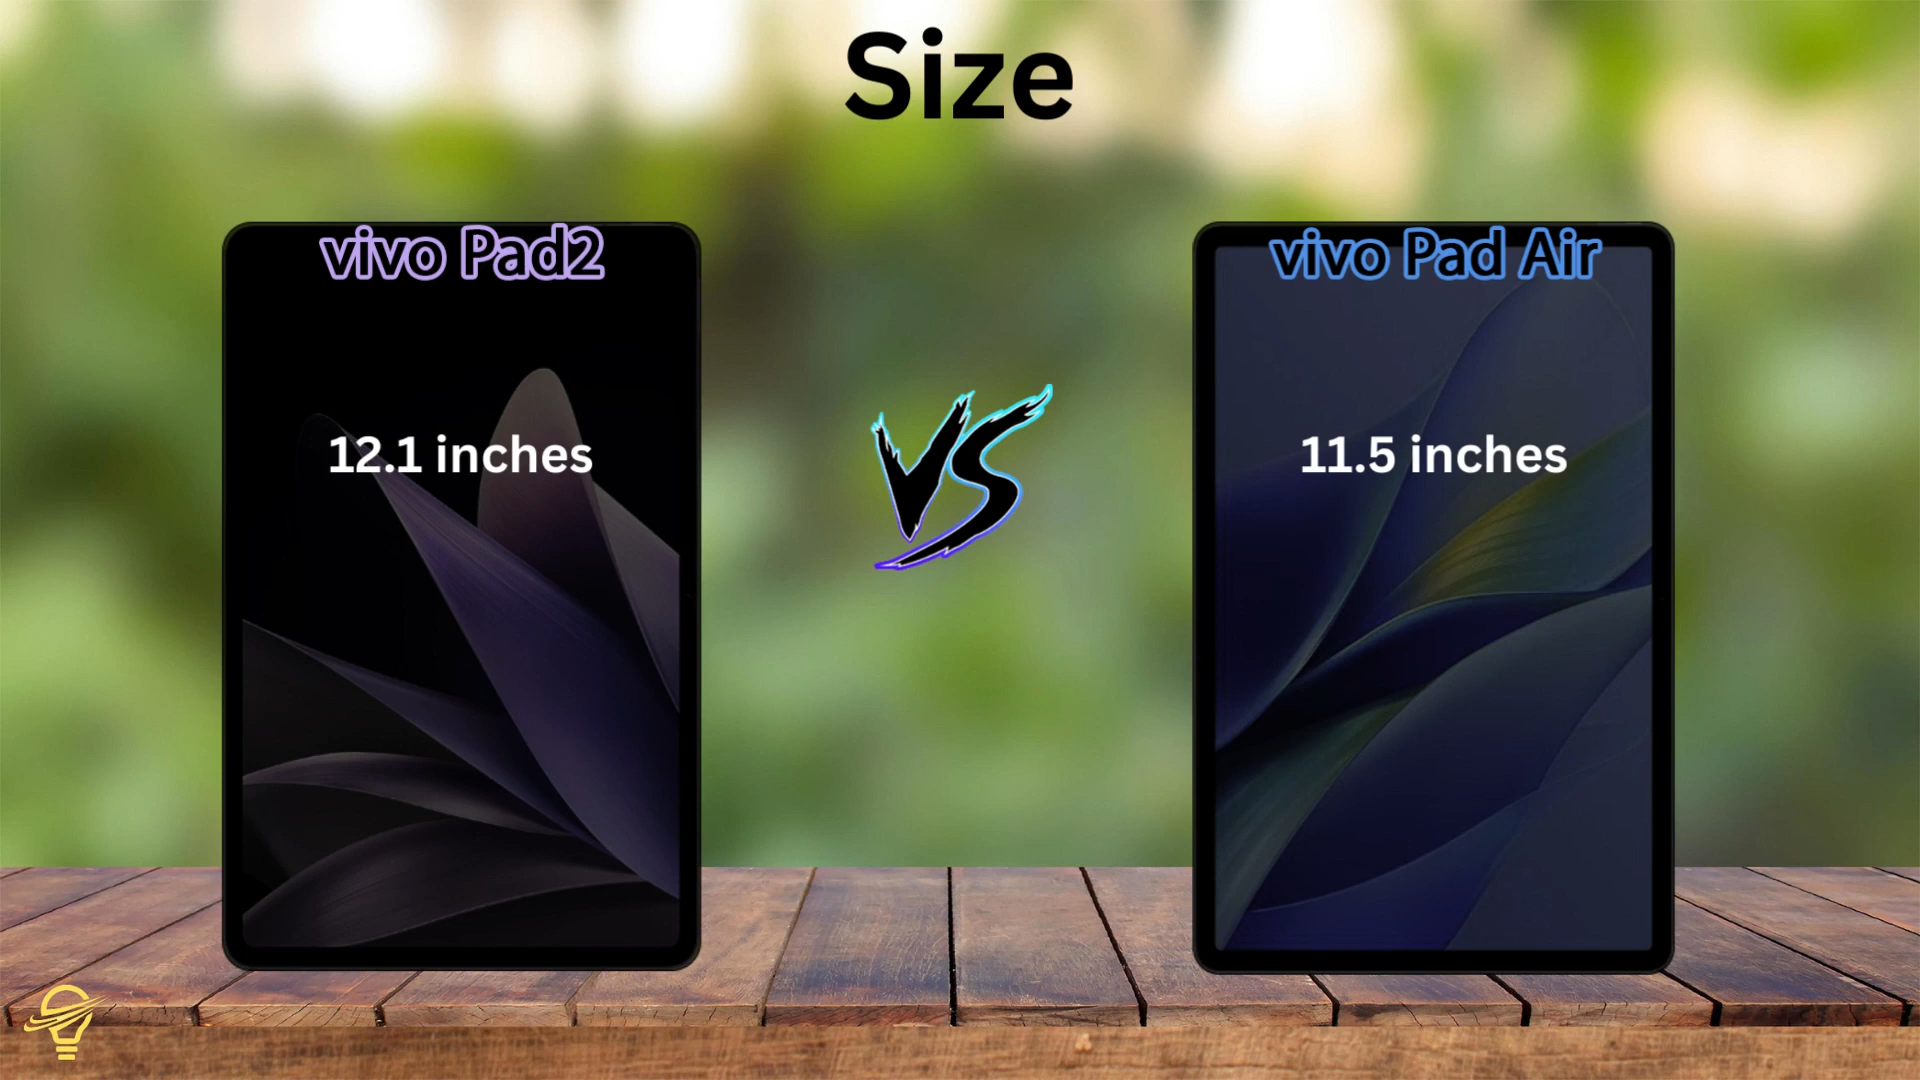 Size
vivo Pad2
vivo Pad Air
12.1 inches
VS
11.5 inches